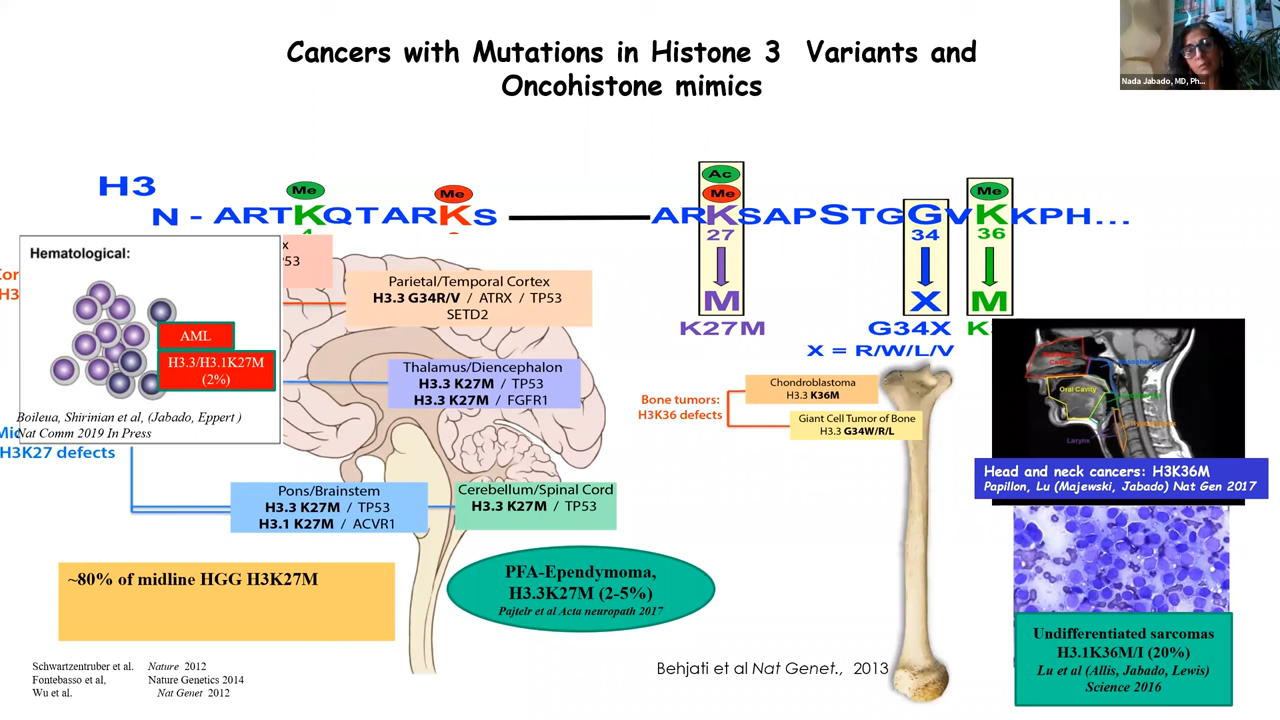 Cancers with Mutations in Histone 3 Variants and
Oncohistone mimics
Nada Jabado, MD, Ph...
H3
Me
Me
Ac
Me
Me
N - ARTKQTARKS
ARKSAPSTGGVKKPH...
27
34
36
M
X
M
K27M
G34X
K
X = R/W/L/V
Hematological:
AML
H3.3/H3.1K27M
(2%)
Boileua, Shirinian et al, (Jabado, Eppert )
Nat Comm 2019 In Press
H3
x
P53
Parietal/Temporal Cortex
H3.3 G34R/V / ATRX / TP53
SETD2
Thalamus/Diencephalon
H3.3 K27M / TP53
H3.3 K27M / FGFR1
H3K27 defects
Pons/Brainstem
H3.3 K27M / TP53
H3.1 K27M / ACVR1
Cerebellum/Spinal Cord
H3.3 K27M / TP53
~80% of midline HGG H3K27M
PFA-Ependymoma,
H3.3K27M (2-5%)
Pajtelr et al Acta neuropath 2017
Schwartzentruber et al. Nature 2012
Fontebasso et al, Nature Genetics 2014
Wu et al. Nat Genet 2012
Bone tumors:
H3K36 defects
Chondroblastoma
H3.3 K36M
Giant Cell Tumor of Bone
H3.3 G34W/R/L
Behjati et al Nat Genet., 2013
Oral Cavity
Larynx
Head and neck cancers: H3K36M
Papillon, Lu (Majewski, Jabado) Nat Gen 2017
Undifferentiated sarcomas
H3.1K36M/I (20%)
Lu et al (Allis, Jabado, Lewis)
Science 2016